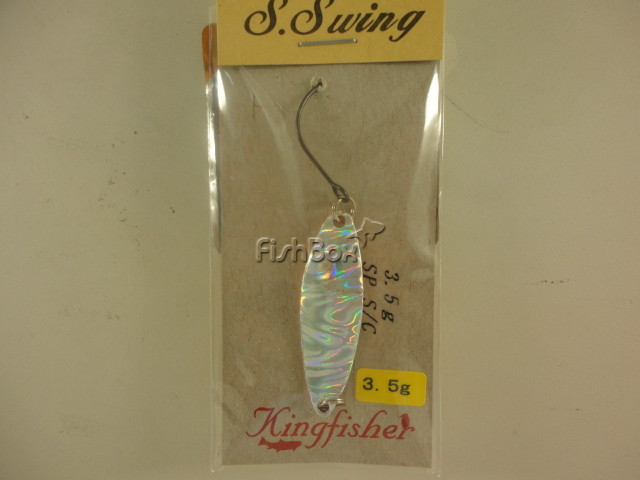 S.Swing
FishBox
3.5g
SP S/C
3.5g
Kingfisher